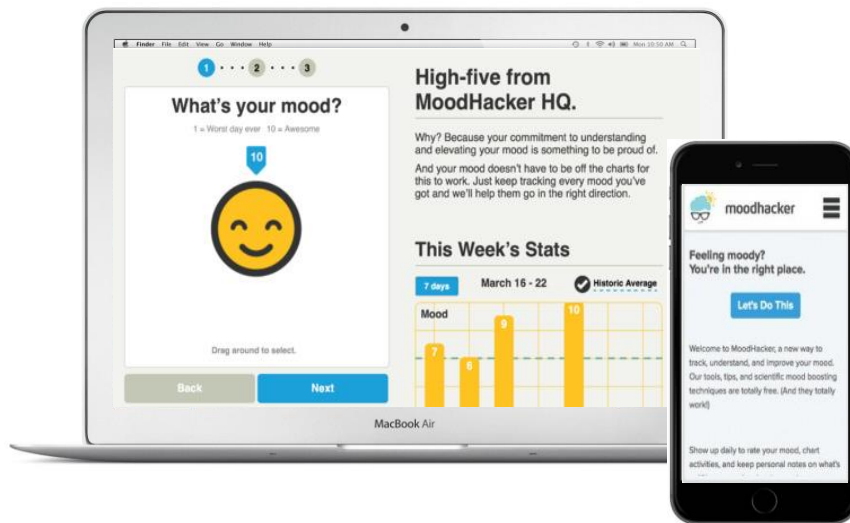 Finder File Edit View Go Window Help
Mon 10:50 AM
1 2 3
What's your mood?
1 = Worst day ever 10 = Awesome
10
Drag around to select.
Back
Next
High-five from
MoodHacker HQ.
Why? Because your commitment to understanding
and elevating your mood is something to be proud of.
And your mood doesn't have to be off the charts for
this to work. Just keep tracking every mood you've
got and we'll help them go in the right direction.
This Week's Stats
7 days
March 16 - 22
Historic Average
Mood
7
6
9
10
MacBook Air
moodhacker
Feeling moody?
You're in the right place.
Let's Do This
Welcome to MoodHacker, a new way to
track, understand, and improve your mood.
Our tools, tips, and scientific mood boosting
techniques are totally free. (And they totally
work!)
Show up daily to rate your mood, chart
activities, and keep personal notes on what's